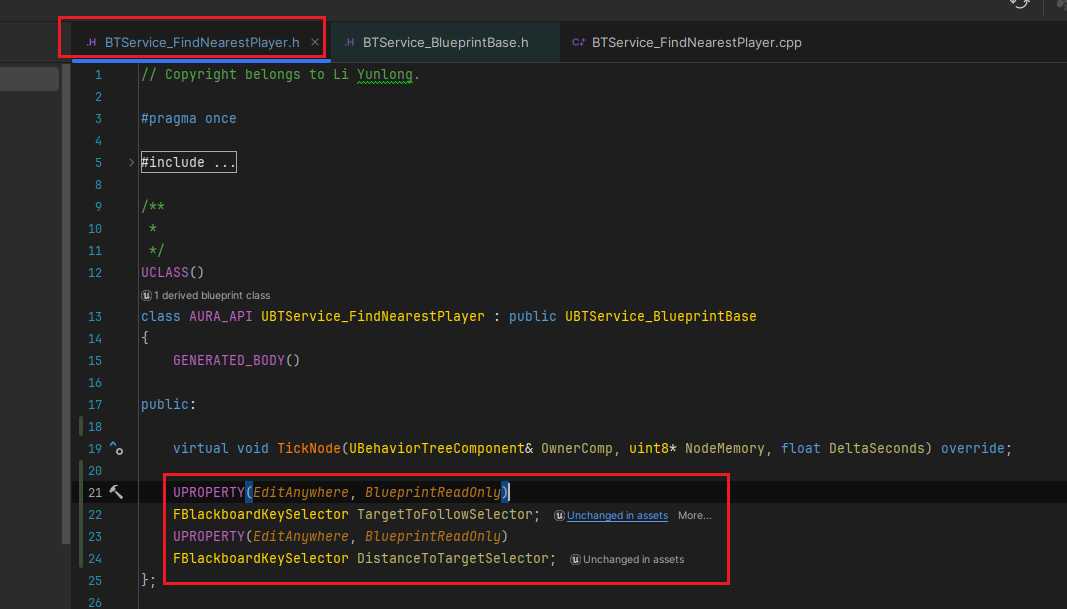 .H BTService_FindNearestPlayer.h × .H BTService_BlueprintBase.h C++ BTService_FindNearestPlayer.cpp
1 // Copyright belongs to Li Yunlong.
2
3 #pragma once
4
5 #include ...
8
9 /**
10 *
11 */
12 UCLASS()
1 derived blueprint class
13 class AURA_API UBTService_FindNearestPlayer : public UBTService_BlueprintBase
14 {
15 GENERATED_BODY()
16
17 public:
18
19 virtual void TickNode(UBehaviorTreeComponent& OwnerComp, uint8* NodeMemory, float DeltaSeconds) override;
20
21 UPROPERTY(EditAnywhere, BlueprintReadOnly)
22 FBlackboardKeySelector TargetToFollowSelector; Unchanged in assets More...
23 UPROPERTY(EditAnywhere, BlueprintReadOnly)
24 FBlackboardKeySelector DistanceToTargetSelector; Unchanged in assets
25 };
26